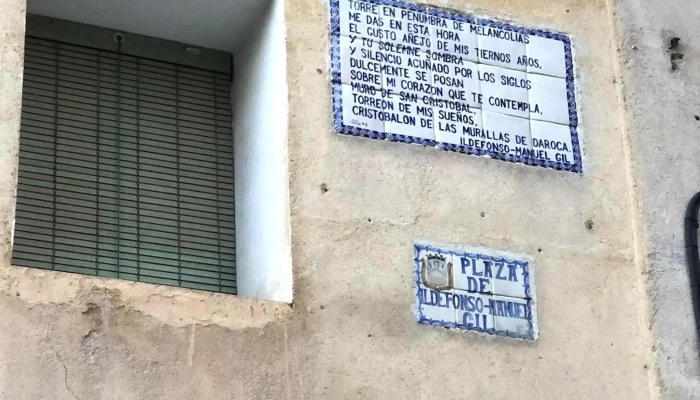 TORRE EN PENUMBRA DE MELANCOLIAS
ME DAS EN ESTA HORA
EL GUSTO AÑEJO DE MIS TIERNOS AÑOS,
Y TU SOLEMNE SOMBRA
Y SILENCIO ACUÑADO POR LOS SIGLOS
DULCEMENTE SE POSAN
SOBRE MI CORAZON QUE TE CONTEMPLA,
MURO DE SAN CRISTOBAL,
TORREON DE MIS SUEÑOS,
CRISTOBALON DE LAS MURALLAS DE DAROCA.
ILDEFONSO-MANUEL GIL
PLAZA
DE
ILDEFONSO-MANUEL
GIL